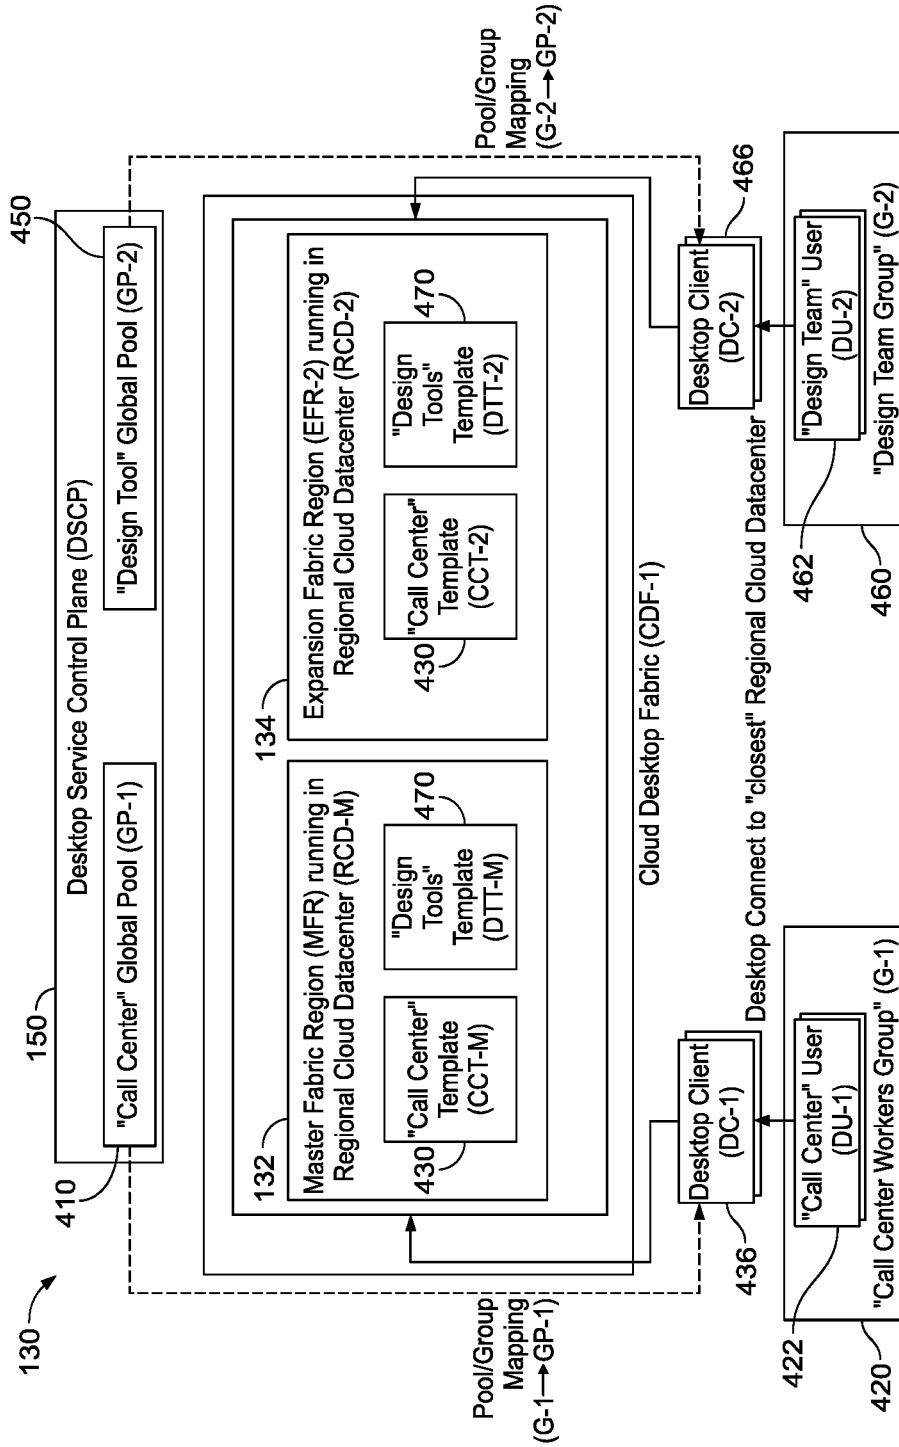 130
150
Desktop Service Control Plane (DSCP)
410
"Call Center" Global Pool (GP-1)
450
"Design Tool" Global Pool (GP-2)
132
Master Fabric Region (MFR) running in
Regional Cloud Datacenter (RCD-M)
430
"Call Center"
Template
(CCT-M)
470
"Design
Tools"
Template
(DTT-M)
134
Expansion Fabric Region (EFR-2) running in
Regional Cloud Datacenter (RCD-2)
430
"Call Center"
Template
(CCT-2)
470
"Design
Tools"
Template
(DTT-2)
Cloud Desktop Fabric (CDF-1)
Pool/Group
Mapping
(G-1→GP-1)
Pool/Group
Mapping
(G-2→GP-2)
436
Desktop Client
(DC-1)
Desktop Connect to "closest" Regional Cloud Datacenter
Desktop Client
(DC-2)
466
422
"Call Center" User
(DU-1)
420
"Call Center Workers Group" (G-1)
462
"Design Team" User
(DU-2)
460
"Design Team Group" (G-2)